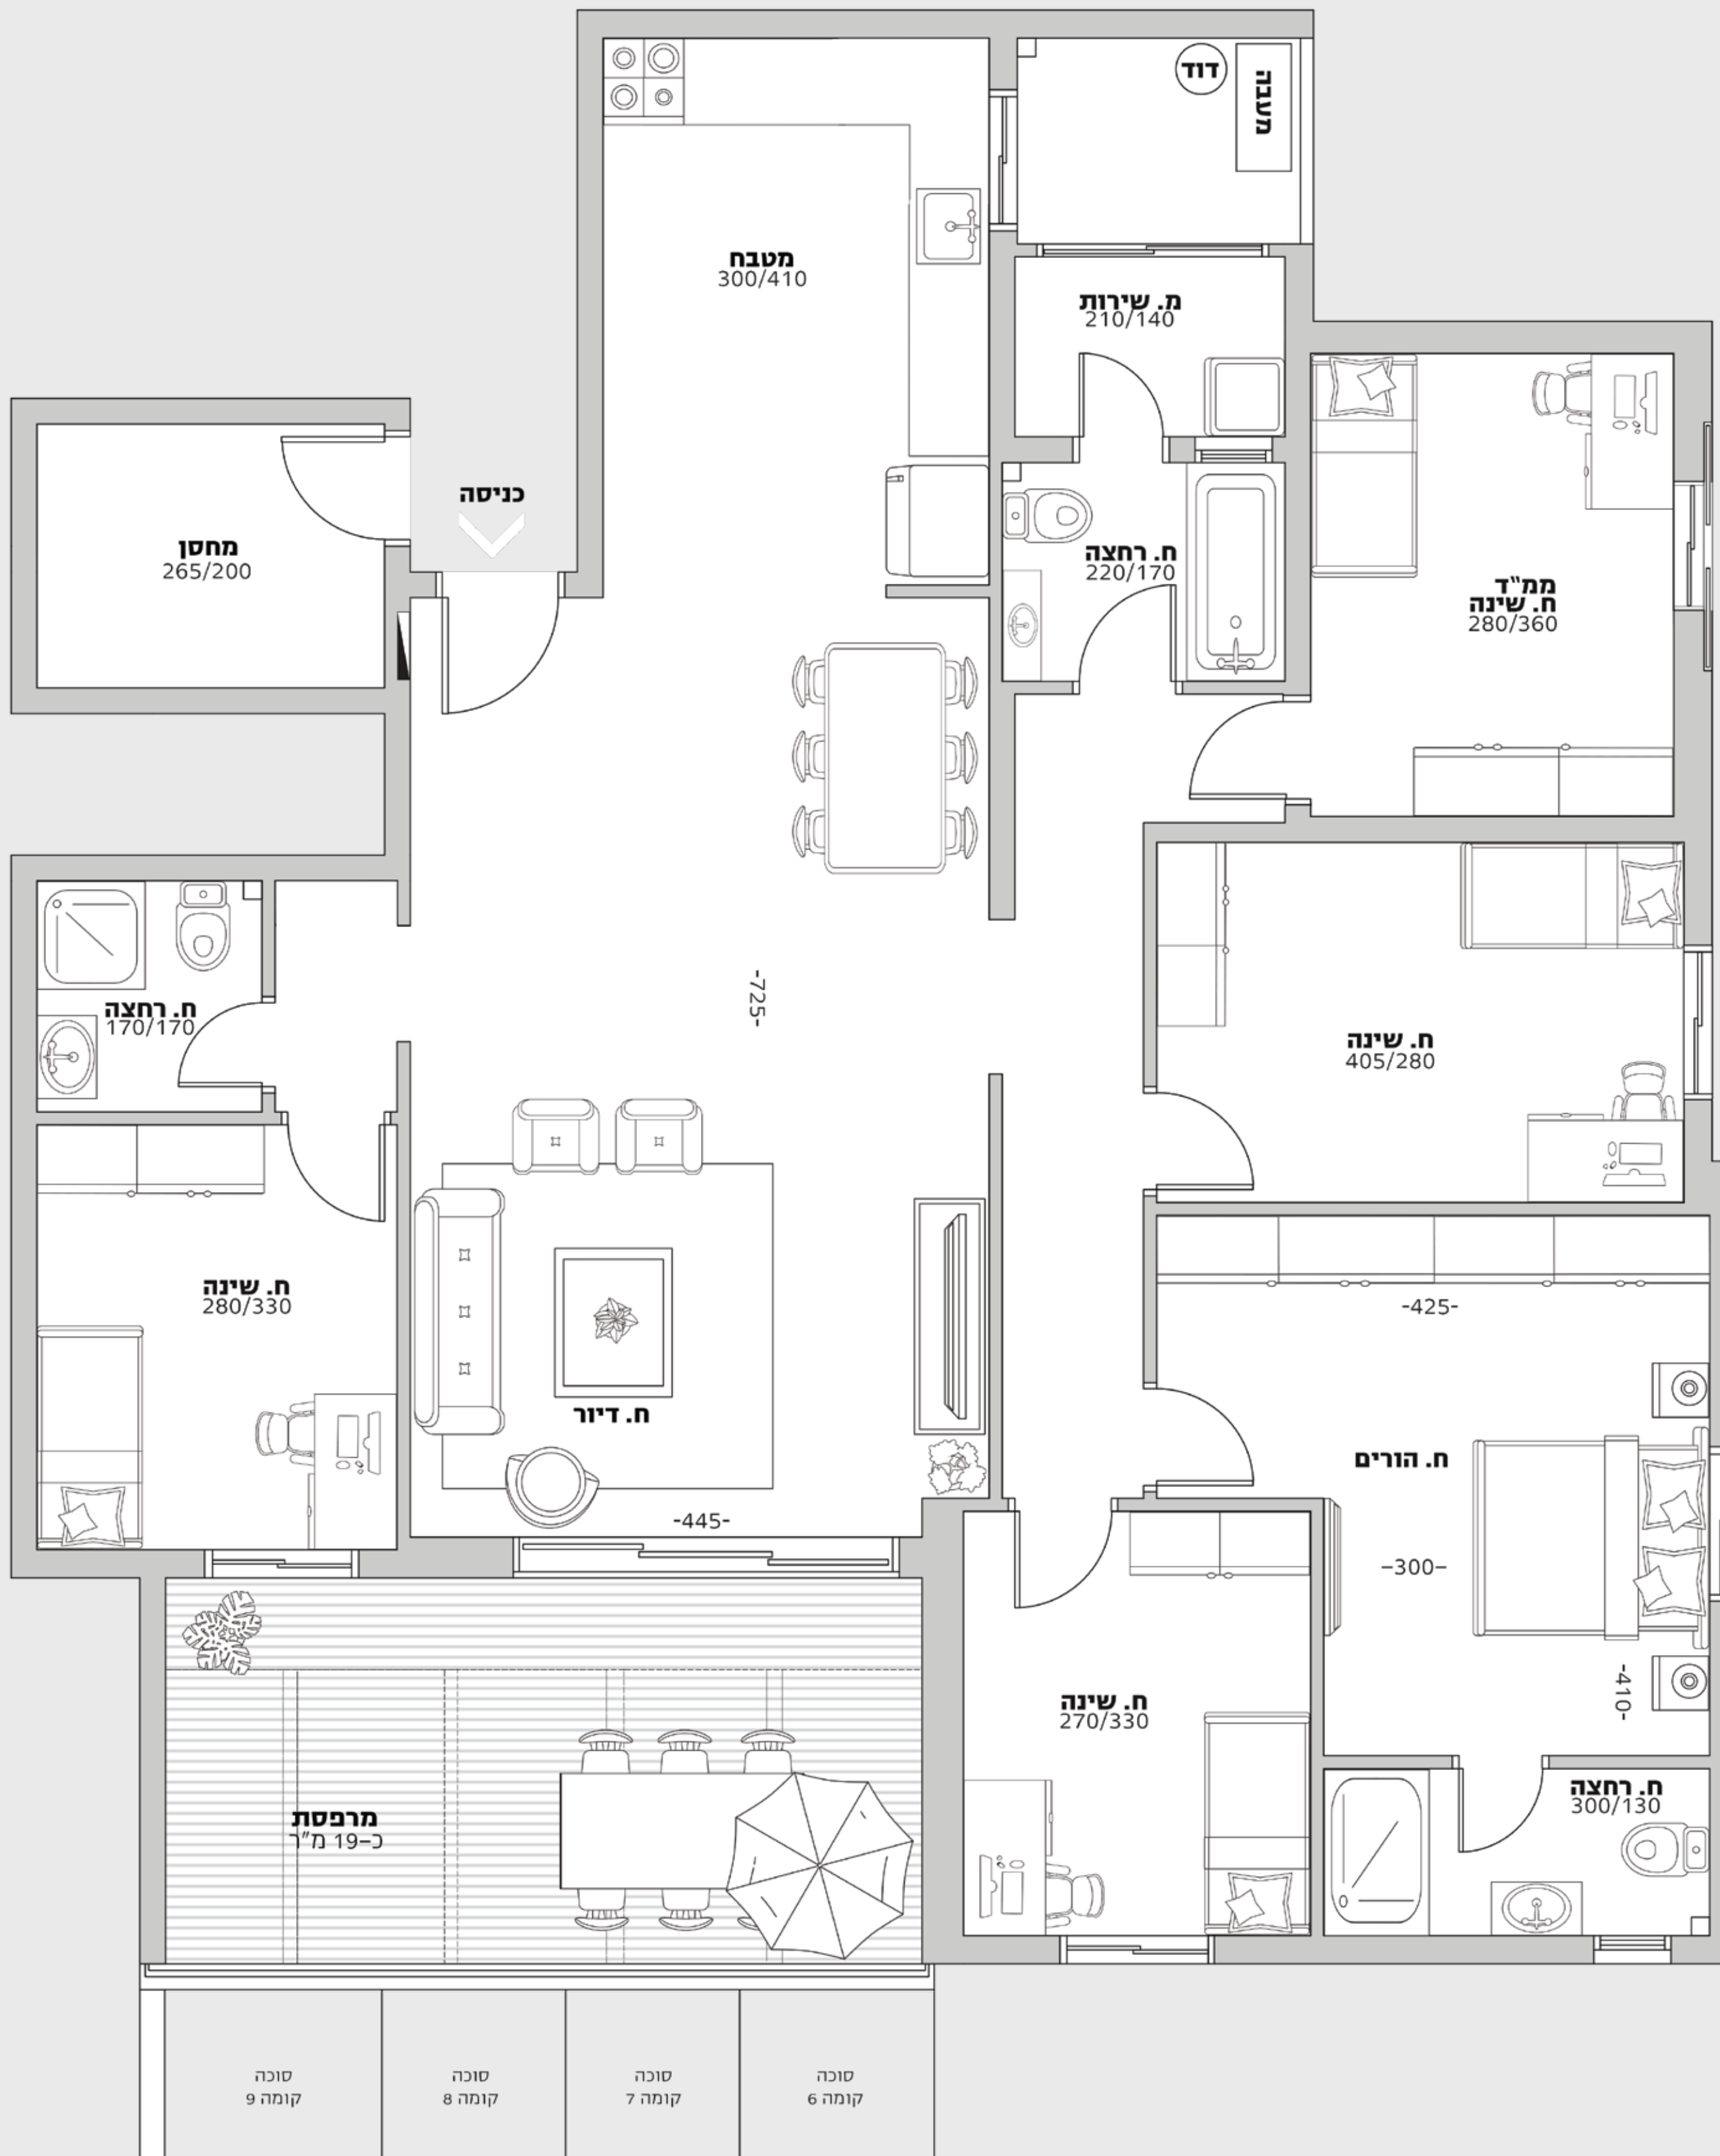 דוד
מעבה
מטבח
300/410
מ. שירות
210/140
כניסה
מחסן
265/200
ח. רחצה
220/170
ממ"ד
ח. שינה
280/360
ח. רחצה
170/170
-725-
ח. שינה
405/280
ח. שינה
280/330
-425-
ח. דיור
-445-
ח. הורים
-300-
-410-
ח. שינה
270/330
ח. רחצה
300/130
מרפסת
כ-19 מ"ר
סוכה
קומה 6
סוכה
קומה 7
סוכה
קומה 8
סוכה
קומה 9